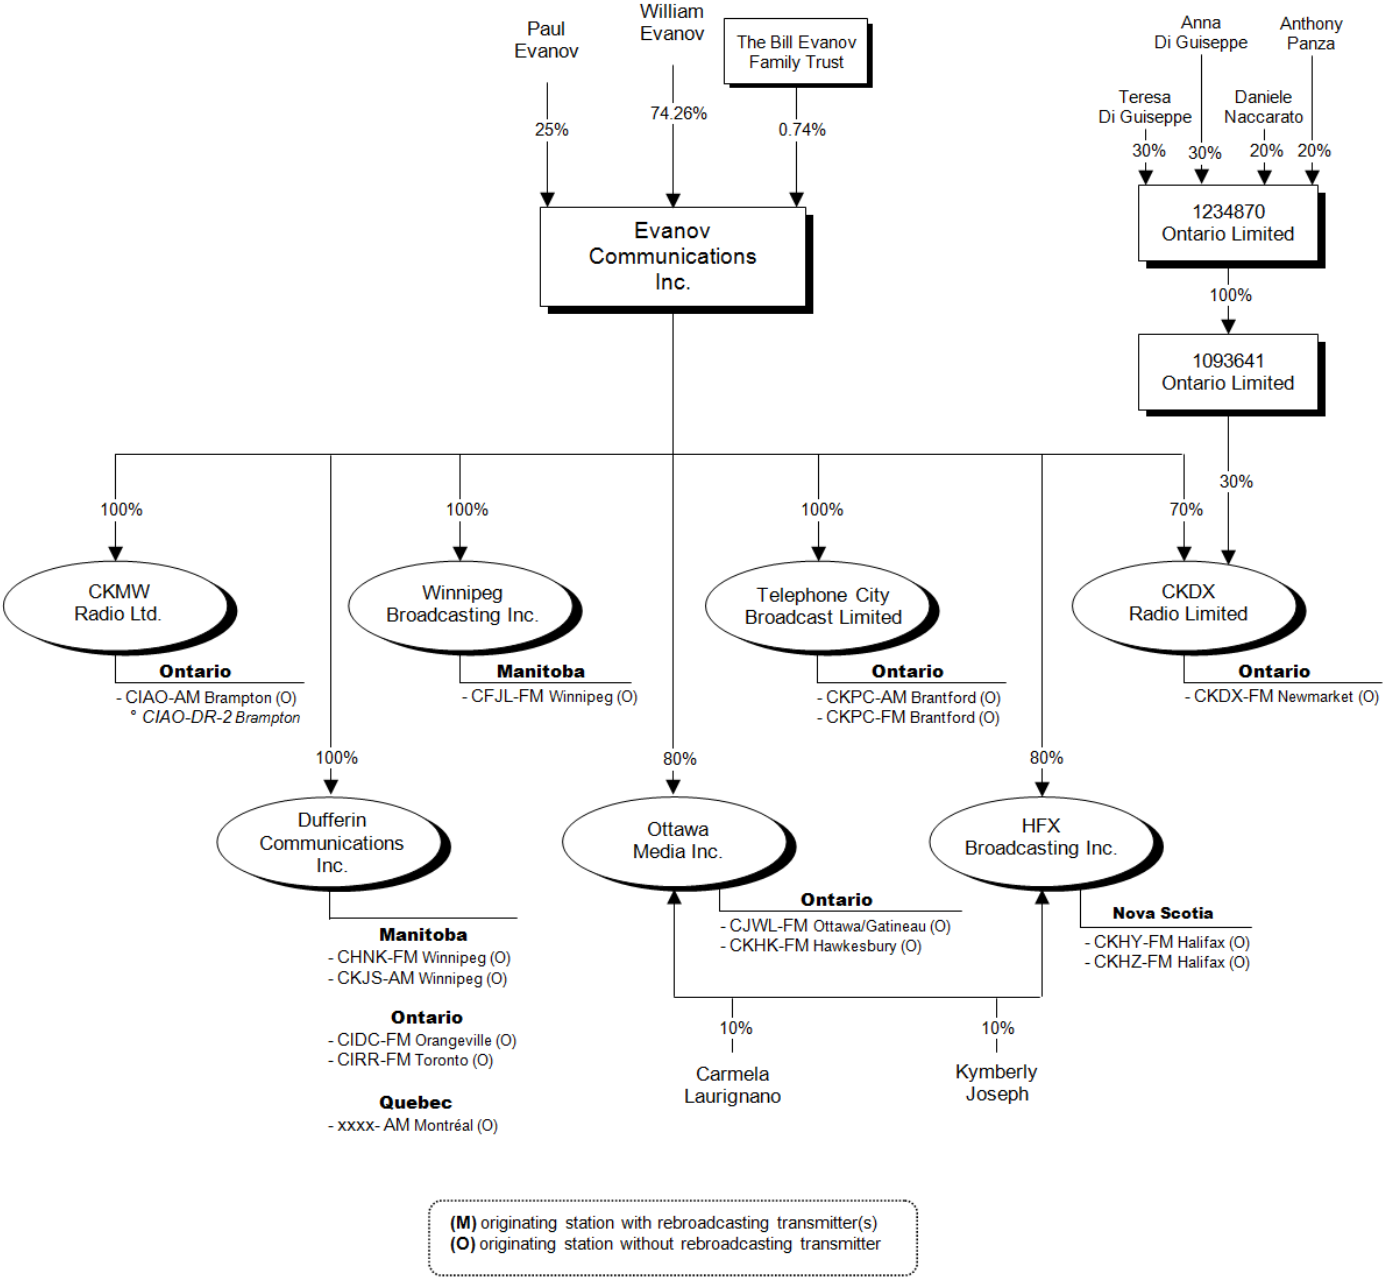 Paul
Evanov
William
Evanov
The Bill Evanov
Family Trust
Anna
Di Guiseppe
Anthony
Panza
Teresa
Di Guiseppe
Daniele
Naccarato
25%
74.26%
0.74%
30%
30%
20%
20%
Evanov
Communications
Inc.
1234870
Ontario Limited
100%
1093641
Ontario Limited
100%
100%
100%
70%
30%
CKMW
Radio Ltd.
Winnipeg
Broadcasting Inc.
Telephone City
Broadcast Limited
CKDX
Radio Limited
Ontario
- CIAO-AM Brampton (O)
° CIAO-DR-2 Brampton
Manitoba
- CFJL-FM Winnipeg (O)
Ontario
- CKPC-AM Brantford (O)
- CKPC-FM Brantford (O)
Ontario
- CKDX-FM Newmarket (O)
100%
80%
80%
Dufferin
Communications
Inc.
Ottawa
Media Inc.
HFX
Broadcasting Inc.
Manitoba
- CHNK-FM Winnipeg (O)
- CKJS-AM Winnipeg (O)
Ontario
- CIDC-FM Orangeville (O)
- CIRR-FM Toronto (O)
Quebec
- xxxx- AM Montréal (O)
Ontario
- CJWL-FM Ottawa/Gatineau (O)
- CKHK-FM Hawkesbury (O)
Nova Scotia
- CKHY-FM Halifax (O)
- CKHZ-FM Halifax (O)
10%
10%
Carmela
Laurignano
Kymberly
Joseph
(M) originating station with rebroadcasting transmitter(s)
(O) originating station without rebroadcasting transmitter